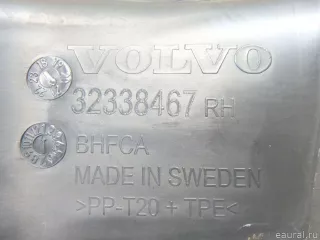 VOLVO
32338467 RH
BHFCA
MADE IN SWEDEN
>PP-T20 + TPE<
eaural.ru